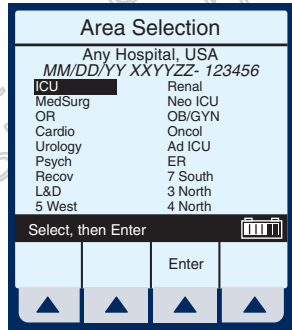 Area Selection
Any Hospital, USA
MM/DD/YY XXYYZZ- 123456
ICU Renal
MedSurg Neo ICU
OR OB/GYN
Cardio Oncol
Urology Ad ICU
Psych ER
Recov 7 South
L&D 3 North
5 West 4 North
Select, then Enter
Enter